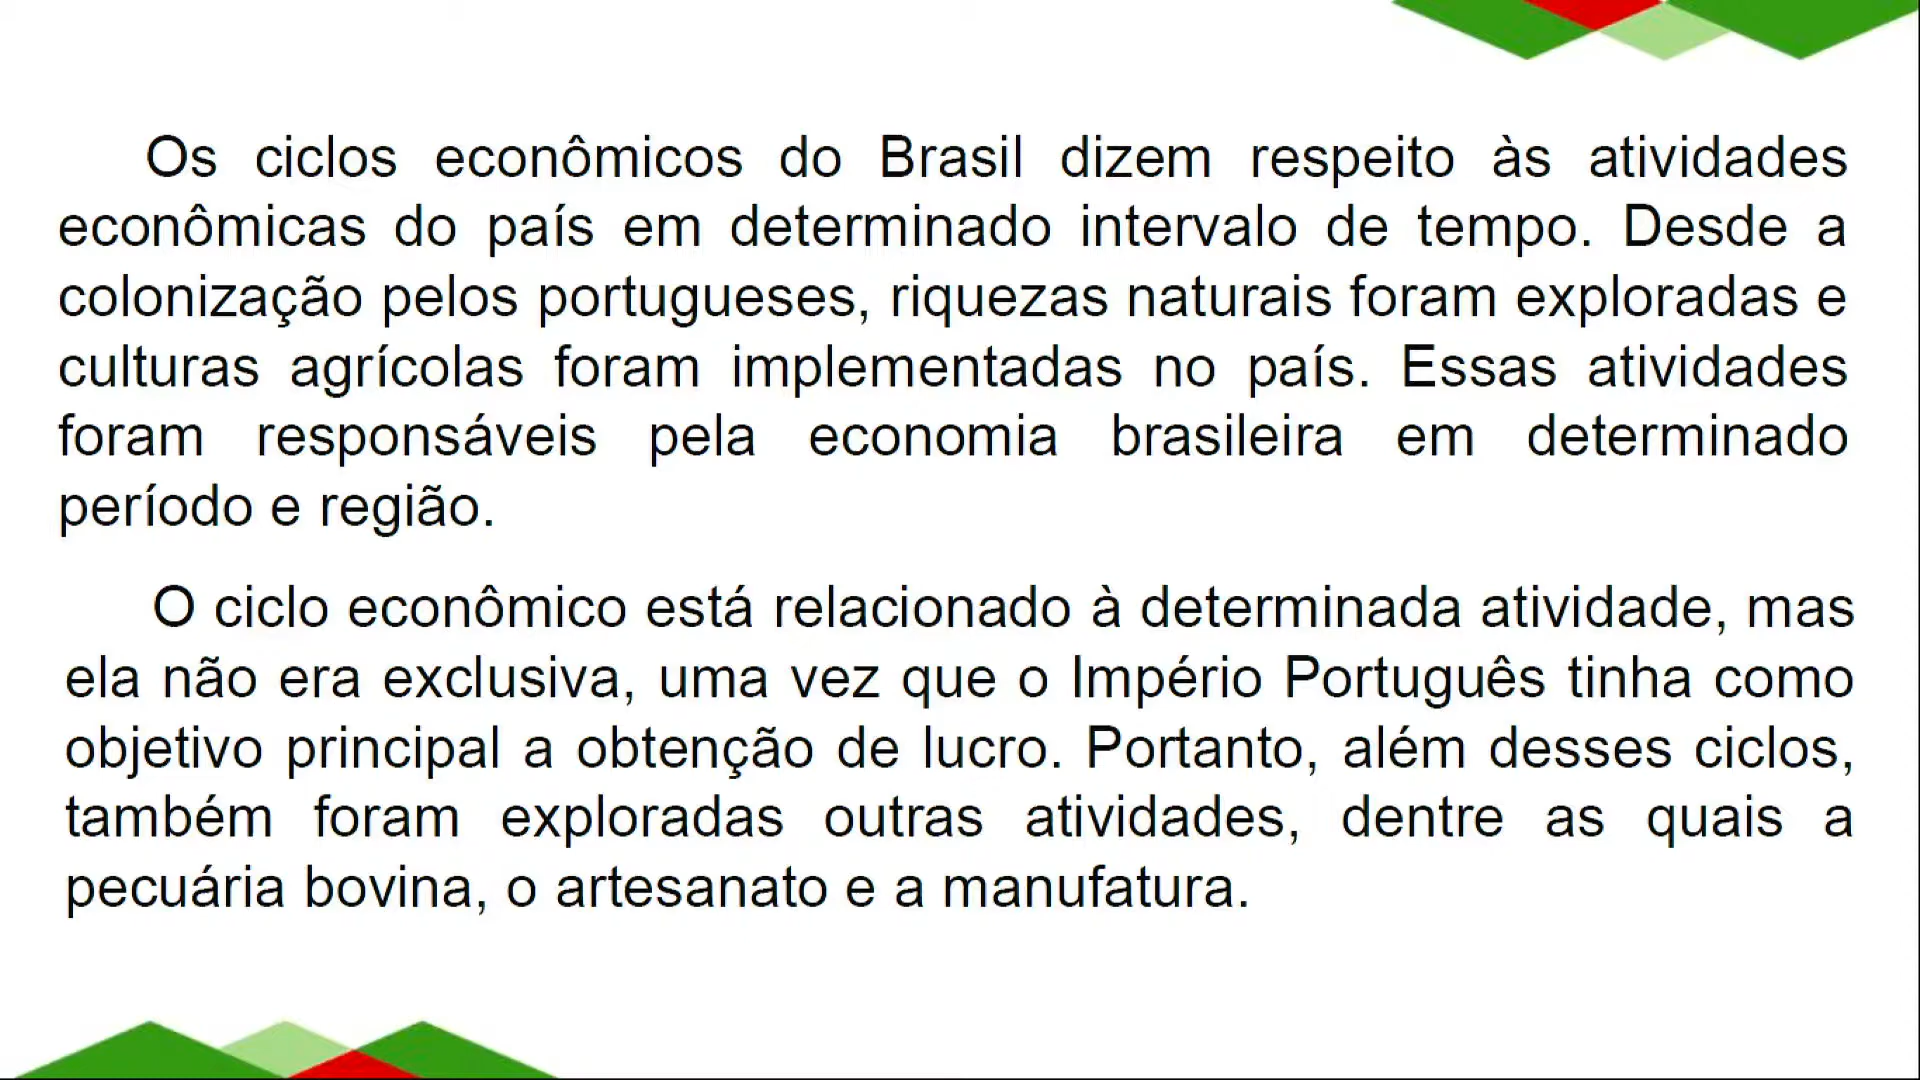 Os ciclos econômicos do Brasil dizem respeito às atividades
econômicas do país em determinado intervalo de tempo. Desde a
colonização pelos portugueses, riquezas naturais foram exploradas e
culturas agrícolas foram implementadas no país. Essas atividades
foram responsáveis pela economia brasileira em determinado
período e região.
O ciclo econômico está relacionado à determinada atividade, mas
ela não era exclusiva, uma vez que o Império Português tinha como
objetivo principal a obtenção de lucro. Portanto, além desses ciclos,
também foram exploradas outras atividades, dentre as quais a
pecuária bovina, o artesanato e a manufatura.